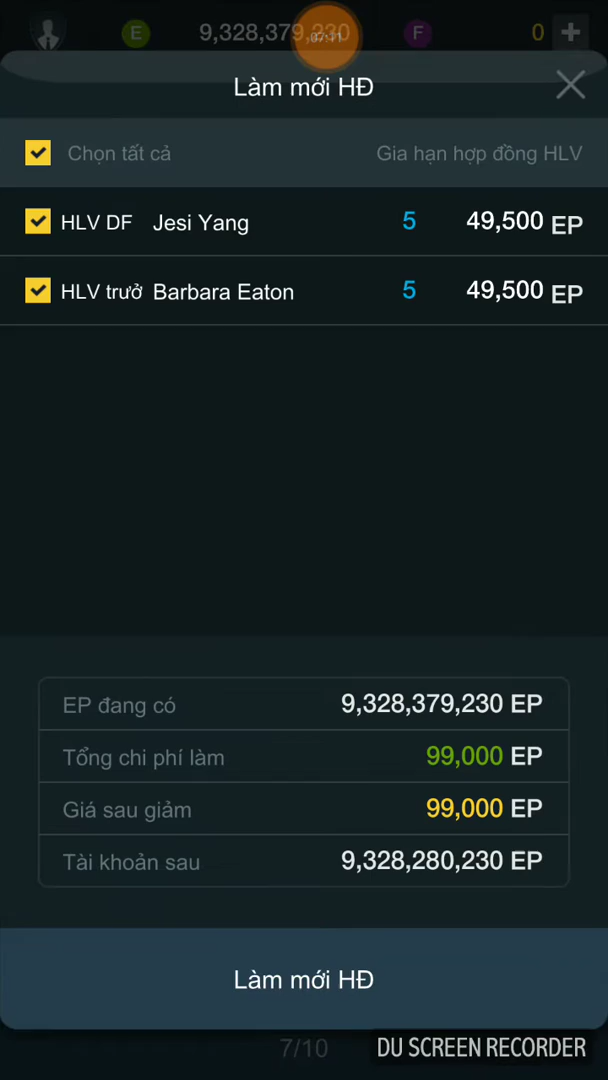 E 9,328,379,230 F 0
07:11
Làm mới HĐ
Chọn tất cả Gia hạn hợp đồng HLV
HLV DF Jesi Yang 5 49,500 EP
HLV trưở Barbara Eaton 5 49,500 EP
EP đang có 9,328,379,230 EP
Tổng chi phí làm 99,000 EP
Giá sau giảm 99,000 EP
Tài khoản sau 9,328,280,230 EP
Làm mới HĐ
7/10 DU SCREEN RECORDER